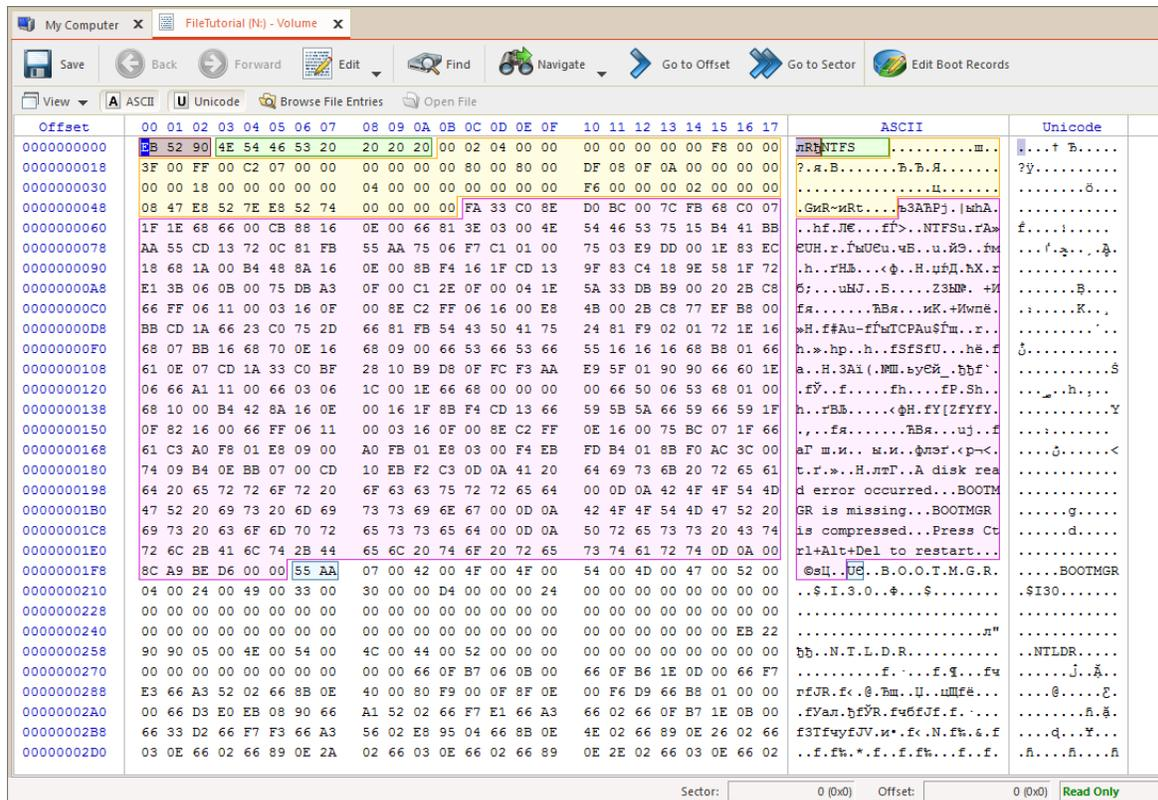 My Computer X FileTutorial (N:) - Volume X
Save Back Forward Edit Find Navigate Go to Offset Go to Sector Edit Boot Records
View A ASCII U Unicode Browse File Entries Open File
Offset 00 01 02 03 04 05 06 07 08 09 0A 0B 0C 0D 0E 0F 10 11 12 13 14 15 16 17 ASCII Unicode
0000000000 EB 52 90 4E 54 46 53 20 20 20 20 00 02 04 00 00 00 00 00 00 00 F8 00 00 лRђNTFS
0000000018 3F 00 FF 00 C2 07 00 00 00 00 00 00 80 00 80 00 DF 08 0F 0A 00 00 00 00 ?.я.В.......Ђ.Ђ.Я....... ?ÿ..........
0000000030 00 00 18 00 00 00 00 00 04 00 00 00 00 00 00 00 F6 00 00 00 02 00 00 00 ................ц.......
0000000048 08 47 E8 52 7E E8 52 74 00 00 00 00 FA 33 C0 8E D0 BC 00 7C FB 68 C0 07 .GиR~иRt....ъ3АЋРј.|ыhА.
0000000060 1F 1E 68 66 00 CB 88 16 0E 00 66 81 3E 03 00 4E 54 46 53 75 15 B4 41 BB
0000000078 AA 55 CD 13 72 0C 81 FB 55 AA 75 06 F7 C1 01 00 75 03 E9 DD 00 1E 83 EC
0000000090 18 68 1A 00 B4 48 8A 16 0E 00 8B F4 16 1F CD 13 9F 83 C4 18 9E 58 1F 72
00000000A8 E1 3B 06 0B 00 75 DB A3 0F 00 C1 2E 0F 00 04 1E 5A 33 DB B9 00 20 2B C8
00000000C0 66 FF 06 11 00 03 16 0F 00 8E C2 FF 06 16 00 E8 4B 00 2B C8 77 EF B8 00
00000000D8 BB CD 1A 66 23 C0 75 2D 66 81 FB 54 43 50 41 75 24 81 F9 02 01 72 1E 16
00000000F0 68 07 BB 16 68 70 0E 16 68 09 00 66 53 66 53 66 55 16 16 16 68 B8 01 66 h.».hp..h..fSfSfU...hё.f
0000000108 61 0E 07 CD 1A 33 C0 BF 28 10 B9 D8 0F FC F3 AA E9 5F 01 90 90 66 60 1E
0000000120 06 66 A1 11 00 66 03 06 1C 00 1E 66 68 00 00 00 00 66 50 06 53 68 01 00 .fЎ..f.....fh....fP.Sh..
0000000138 68 10 00 B4 42 8A 16 0E 00 16 1F 8B F4 CD 13 66 59 5B 5A 66 59 66 59 1F
0000000150 0F 82 16 00 66 FF 06 11 00 03 16 0F 00 8E C2 FF 0E 16 00 75 BC 07 1F 66
0000000168 61 C3 A0 F8 01 E8 09 00 A0 FB 01 E8 03 00 F4 EB FD B4 01 8B F0 AC 3C 00
0000000180 74 09 B4 0E BB 07 00 CD 10 EB F2 C3 0D 0A 41 20 64 69 73 6B 20 72 65 61 t.ґ.»..Н.лтГ..A disk rea
0000000198 64 20 65 72 72 6F 72 20 6F 63 63 75 72 72 65 64 00 0D 0A 42 4F 4F 54 4D d error occurred...BOOTM
00000001B0 47 52 20 69 73 20 6D 69 73 73 69 6E 67 00 0D 0A 42 4F 4F 54 4D 47 52 20 GR is missing...BOOTMGR
00000001C8 69 73 20 63 6F 6D 70 72 65 73 73 65 64 00 0D 0A 50 72 65 73 73 20 43 74 is compressed...Press Ct
00000001E0 72 6C 2B 41 6C 74 2B 44 65 6C 20 74 6F 20 72 65 73 74 61 72 74 0D 0A 00 rl+Alt+Del to restart...
00000001F8 8C A9 BE D6 00 00 55 AA 07 00 42 00 4F 00 4F 00 54 00 4D 00 47 00 52 00 ..B.O.O.T.M.G.R. .....BOOTMGR
0000000210 04 00 24 00 49 00 33 00 30 00 00 D4 00 00 00 24 00 00 00 00 00 00 00 00 ..$.I.3.0..Ф...$........ .$I30.......
0000000228 00 00 00 00 00 00 00 00 00 00 00 00 00 00 00 00 00 00 00 00 00 00 00 00 ........................ ............
0000000240 00 00 00 00 00 00 00 00 00 00 00 00 00 00 00 00 00 00 00 00 00 00 EB 22 ......................л"
0000000258 90 90 05 00 4E 00 54 00 4C 00 44 00 52 00 00 00 00 00 00 00 00 00 00 00 ђђ..N.T.L.D.R........... ..NTLDR.....
0000000270 00 00 00 00 00 00 00 00 00 00 66 0F B7 06 0B 00 66 0F B6 1E 0D 00 66 F7
0000000288 E3 66 A3 52 02 66 8B 0E 40 00 80 F9 00 0F 8F 0E 00 F6 D9 66 B8 01 00 00
00000002A0 00 66 D3 E0 EB 08 90 66 A1 52 02 66 F7 E1 66 A3 66 02 66 0F B7 1E 0B 00
00000002B8 66 33 D2 66 F7 F3 66 A3 56 02 E8 95 04 66 8B 0E 4E 02 66 89 0E 26 02 66
00000002D0 03 0E 66 02 66 89 0E 2A 02 66 03 0E 66 02 66 89 0E 2E 02 66 03 0E 66 02
Sector: 0 (0x0) Offset: 0 (0x0) Read Only